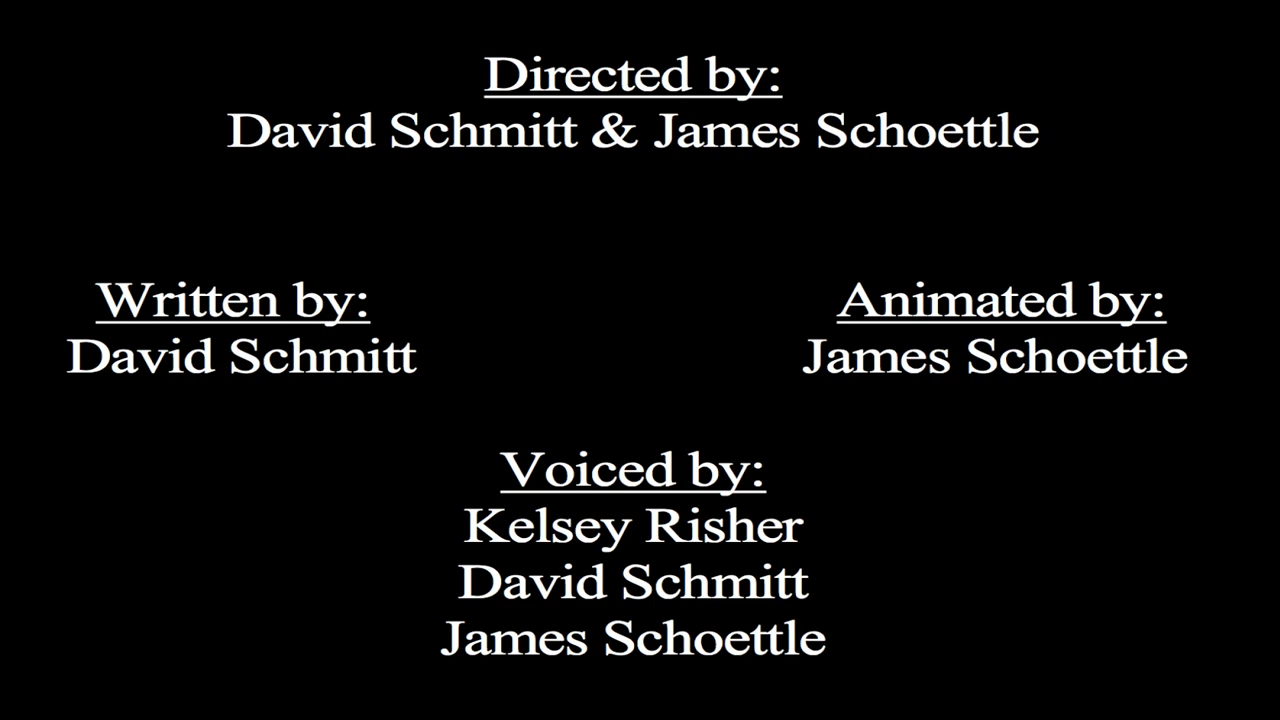 Directed by:
David Schmitt & James Schoettle
Written by:
David Schmitt
Animated by:
James Schoettle
Voiced by:
Kelsey Risher
David Schmitt
James Schoettle